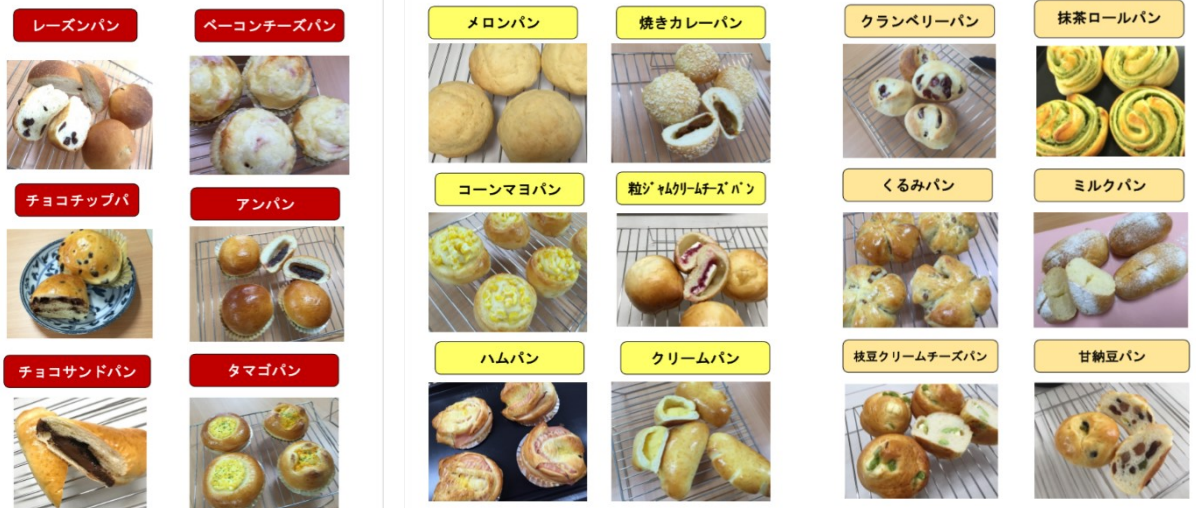 レーズンパン
ベーコンチーズパン
チョコチップパ
アンパン
チョコサンドパン
タマゴパン
メロンパン
焼きカレーパン
コーンマヨパン
粒ジャムクリームチーズパン
ハムパン
クリームパン
クランベリーパン
抹茶ロールパン
くるみパン
ミルクパン
枝豆クリームチーズパン
甘納豆パン